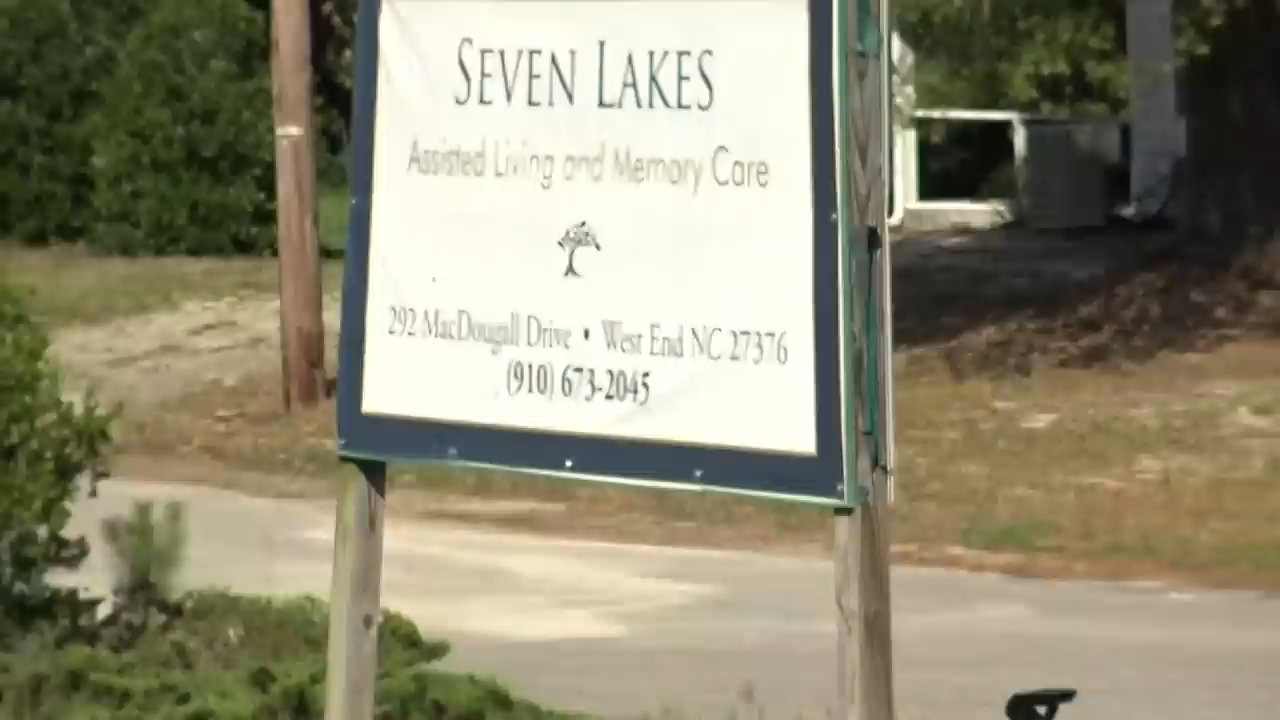 SEVEN LAKES
Assisted Living and Memory Care
292 MacDougall Drive • West End NC 27376
(910) 673-2045